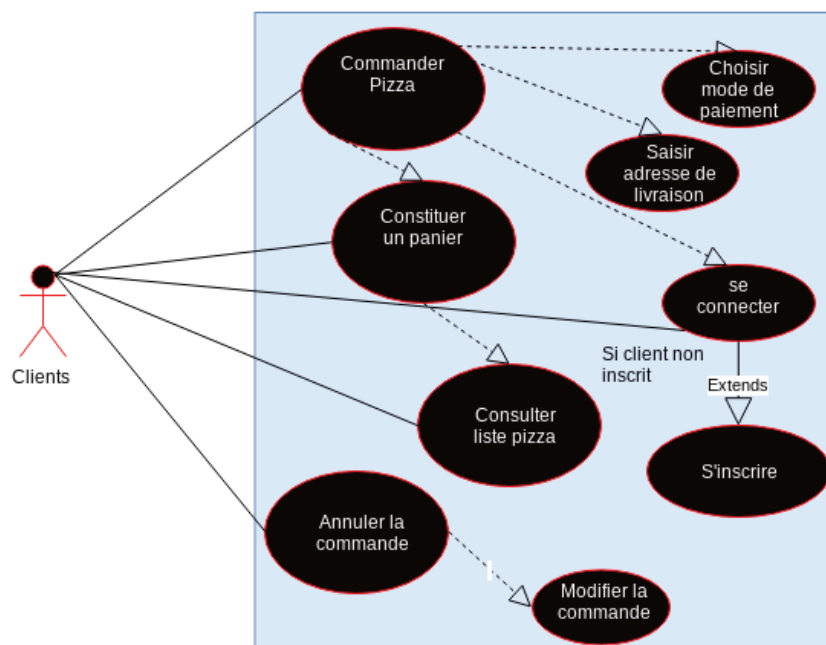 Commander
Pizza
Choisir
mode de
paiement
Saisir
adresse de
livraison
Constituer
un panier
se
connecter
Clients
Si client non
inscrit
Extends
Consulter
liste pizza
S'inscrire
Annuler la
commande
Modifier la
commande